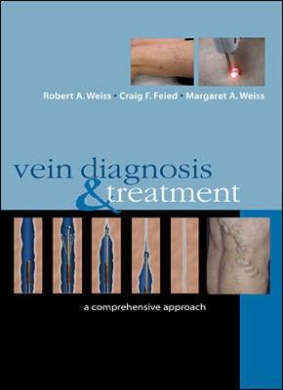 Robert A. Weiss • Craig F. Feied • Margaret A. Weiss
vein diagnosis
& treatment
a comprehensive approach